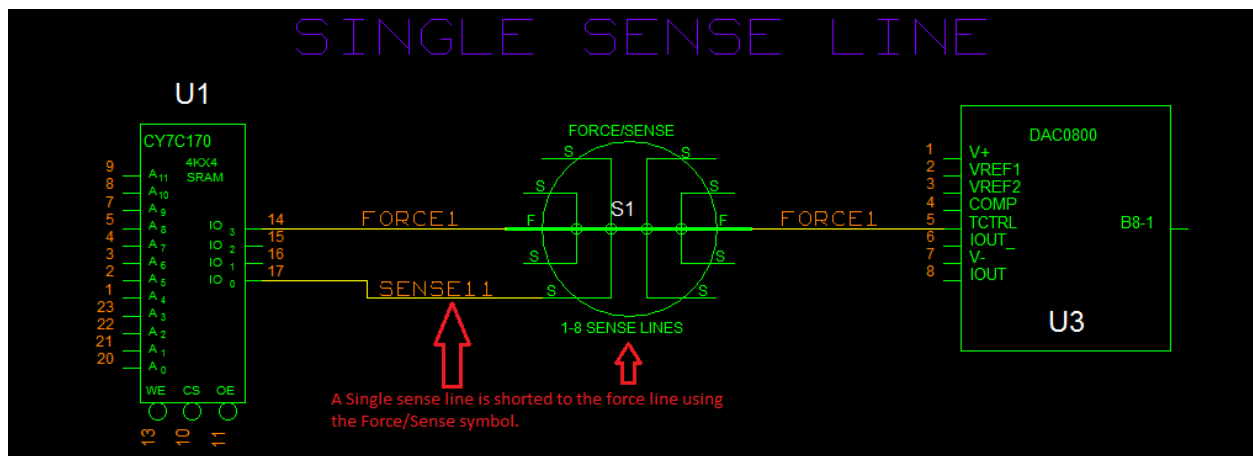 SINGLE SENSE LINE
U1
CY7C170
4KX4
SRAM
9 A11
8 A10
7 A9
5 A8
4 A7
3 A6
2 A5
1 A4
23 A3
22 A2
21 A1
20 A0
IO 3 14
IO 2 15
IO 1 16
IO 0 17
WE CS OE
13 10 11
FORCE1
SENSE11
FORCE/SENSE
S S
S S
S1
F F
S S
S S
1-8 SENSE LINES
FORCE1
DAC0800
1 V+
2 VREF1
3 VREF2
4 COMP
5 TCTRL
6 IOUT_
7 V-
8 IOUT
B8-1
U3
A Single sense line is shorted to the force line using
the Force/Sense symbol.